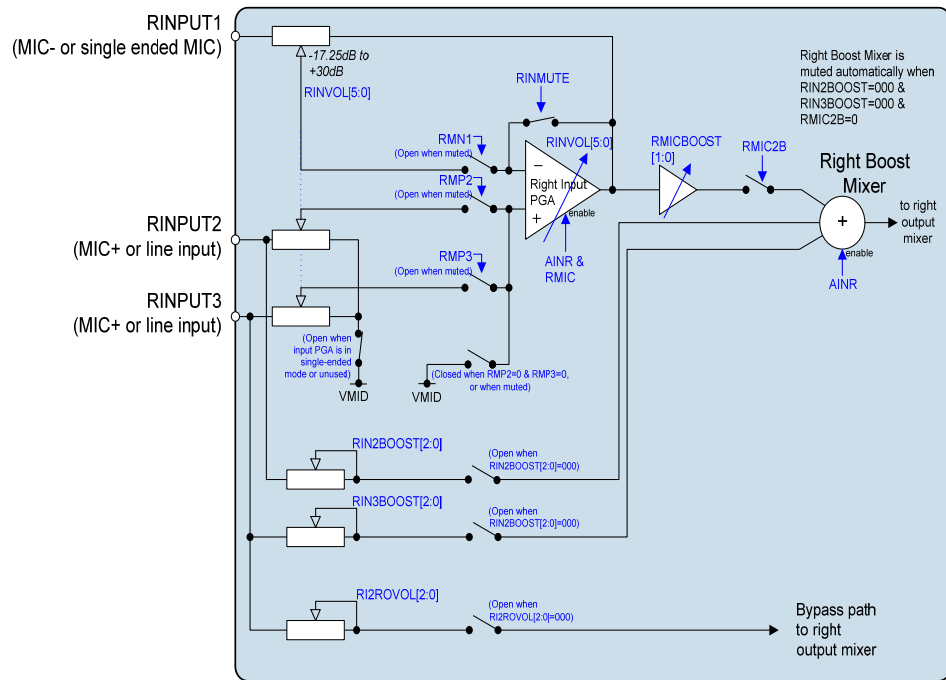 RINPUT1
(MIC- or single ended MIC)
-17.25dB to
+30dB
RINVOL[5:0]
RINMUTE
Right Boost Mixer is
muted automatically when
RIN2BOOST=000 &
RIN3BOOST=000 &
RMIC2B=0
RMN1
(Open when muted)
RINVOL[5:0]
RMICBOOST
[1:0]
RMIC2B
Right Boost
Mixer
RMP2
(Open when muted)
−
Right Input
PGA
+
enable
+
enable
to right
output
mixer
RINPUT2
(MIC+ or line input)
RMP3
(Open when muted)
AINR &
RMIC
AINR
RINPUT3
(MIC+ or line input)
(Open when
input PGA is in
single-ended
mode or unused)
VMID
VMID
(Closed when RMP2=0 & RMP3=0,
or when muted)
RIN2BOOST[2:0]
(Open when
RIN2BOOST[2:0]=000)
RIN3BOOST[2:0]
(Open when
RIN2BOOST[2:0]=000)
RI2ROVOL[2:0]
(Open when
RI2ROVOL[2:0]=000)
Bypass path
to right
output mixer